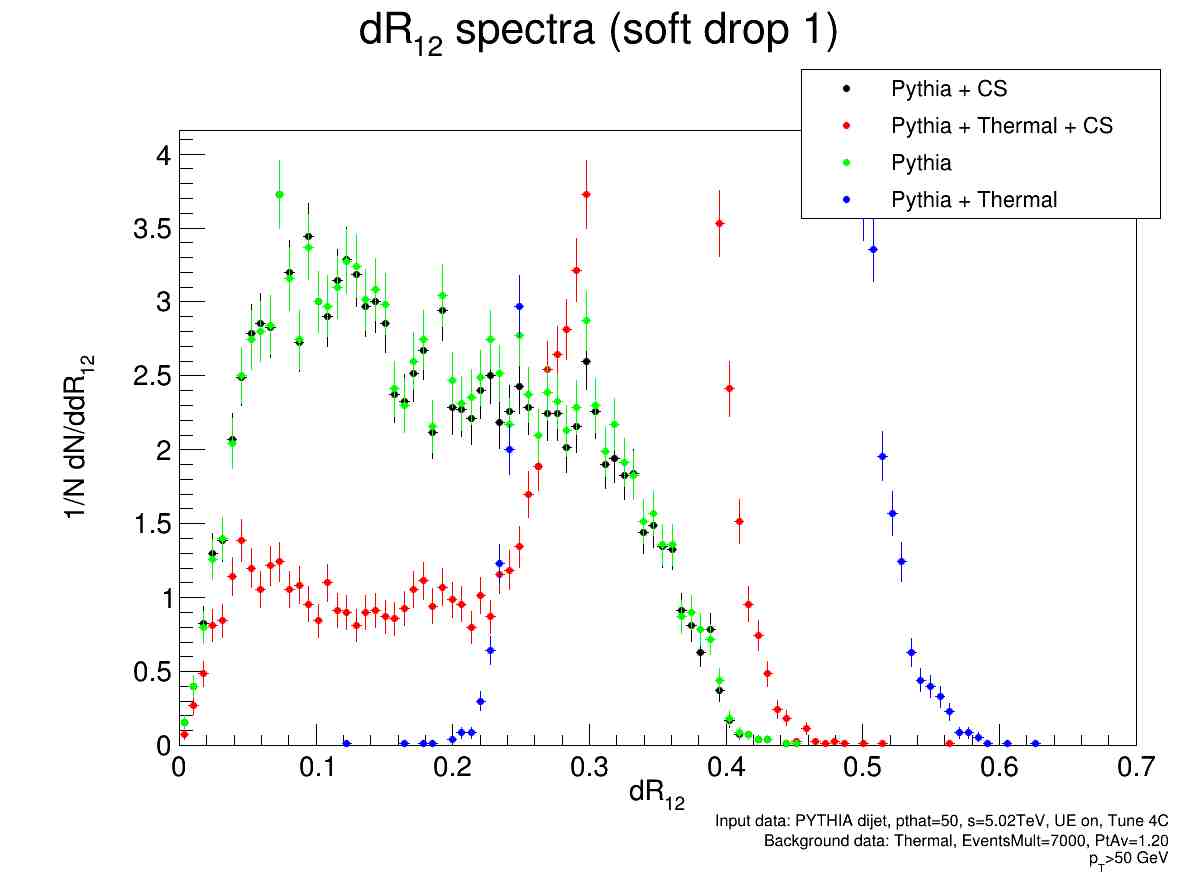 dR12 spectra (soft drop 1)
Pythia + CS
Pythia + Thermal + CS
Pythia
Pythia + Thermal
1/N dN/ddR12
4
3.5
3
2.5
2
1.5
1
0.5
0
0 0.1 0.2 0.3 0.4 0.5 0.6 0.7
dR12
Input data: PYTHIA dijet, pthat=50, s=5.02TeV, UE on, Tune 4C
Background data: Thermal, EventsMult=7000, PtAv=1.20
pT>50 GeV